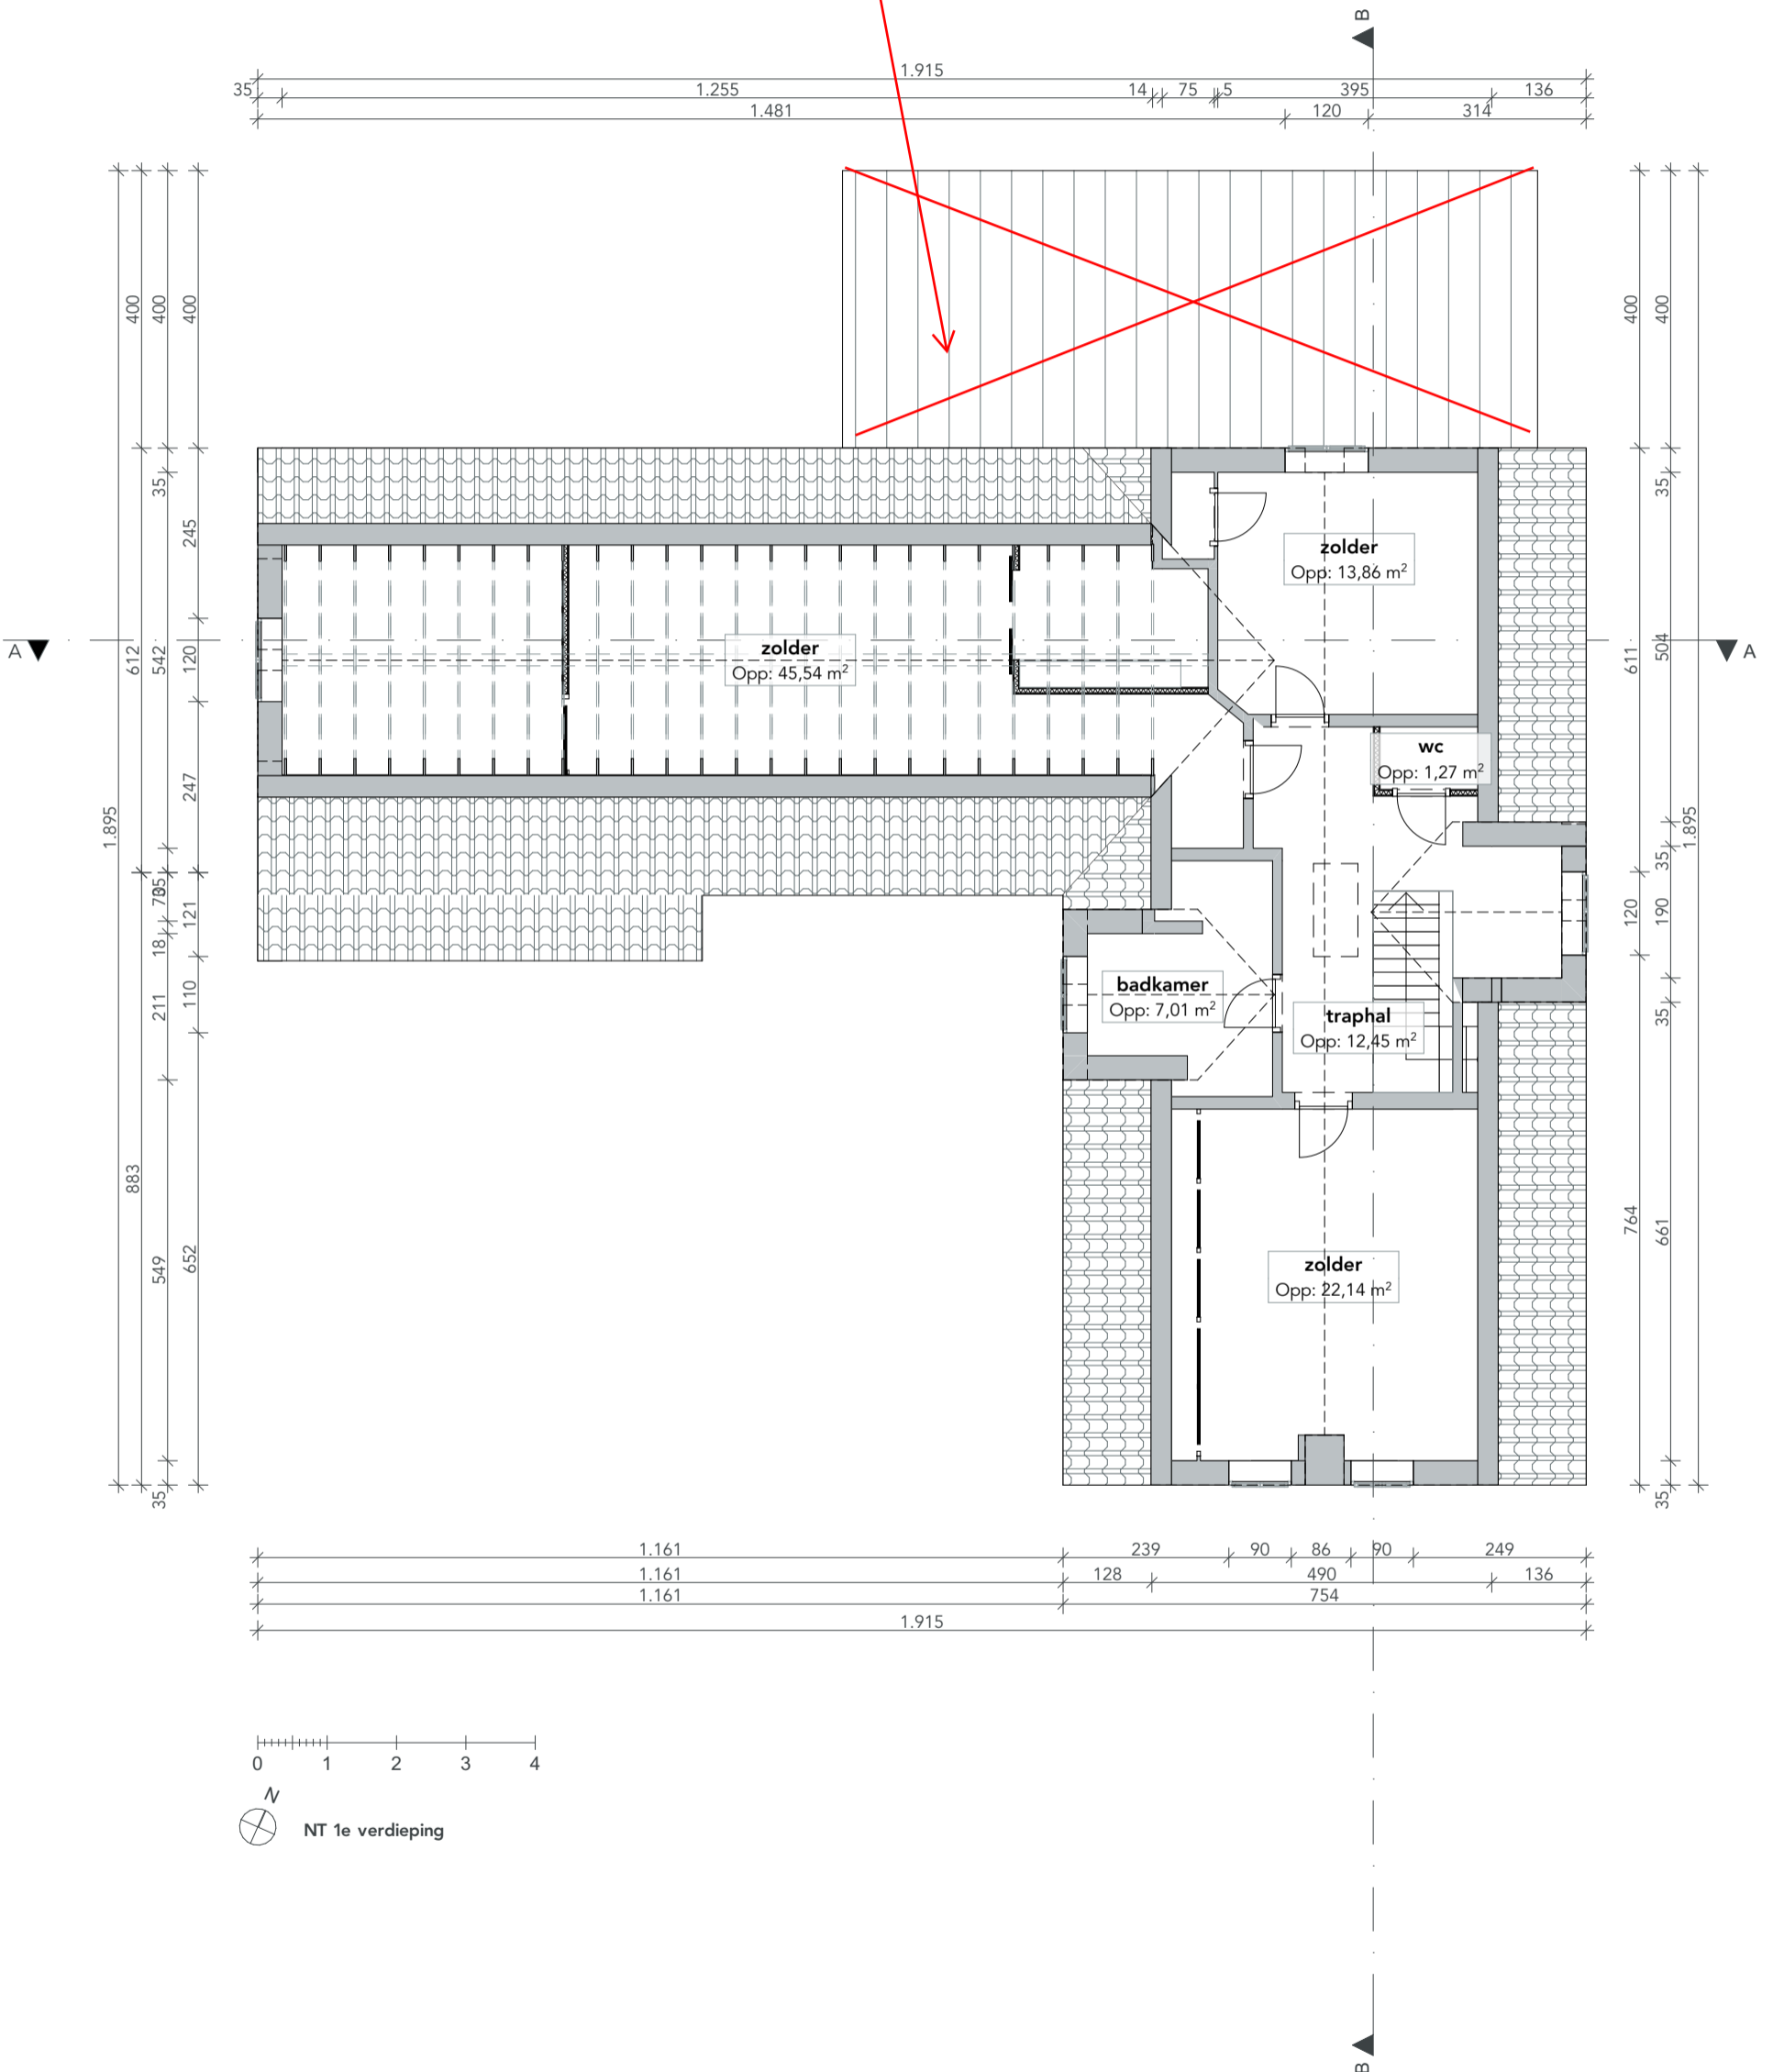 B
1.915
35 1.255 14 75 5 395 136
1.481 120 314
400 400 400 400 400
35 35
245
zolder
Opp: 13,86 m²
A A
612 542 120 611 504
zolder
Opp: 45,54 m²
wc
Opp: 1,27 m²
247
1.895 1.895
35 35
7 121 120 190
18
211 110
badkamer
Opp: 7,01 m²
traphal
Opp: 12,45 m²
35
883 549 652 764 661
zolder
Opp: 22,14 m²
35 35
1.161 239 90 86 90 249
1.161 128 490 136
1.161 754
1.915
0 1 2 3 4
N
NT 1e verdieping
B